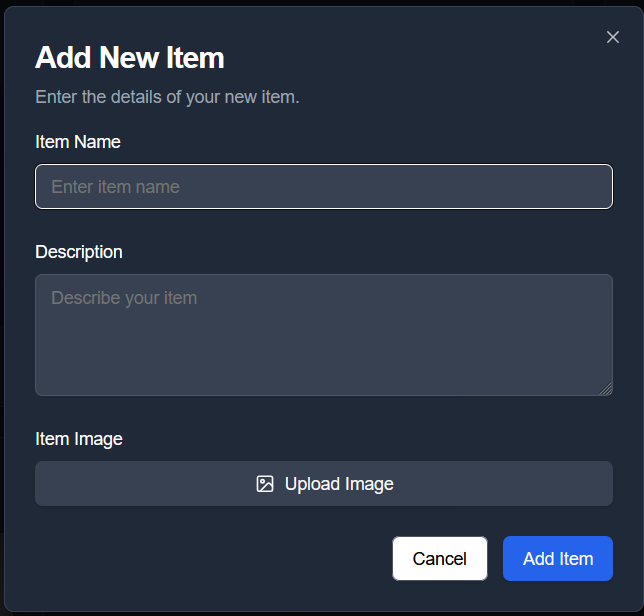 Add New Item
Enter the details of your new item.
Item Name
Enter item name
Description
Describe your item
Item Image
Upload Image
Cancel
Add Item